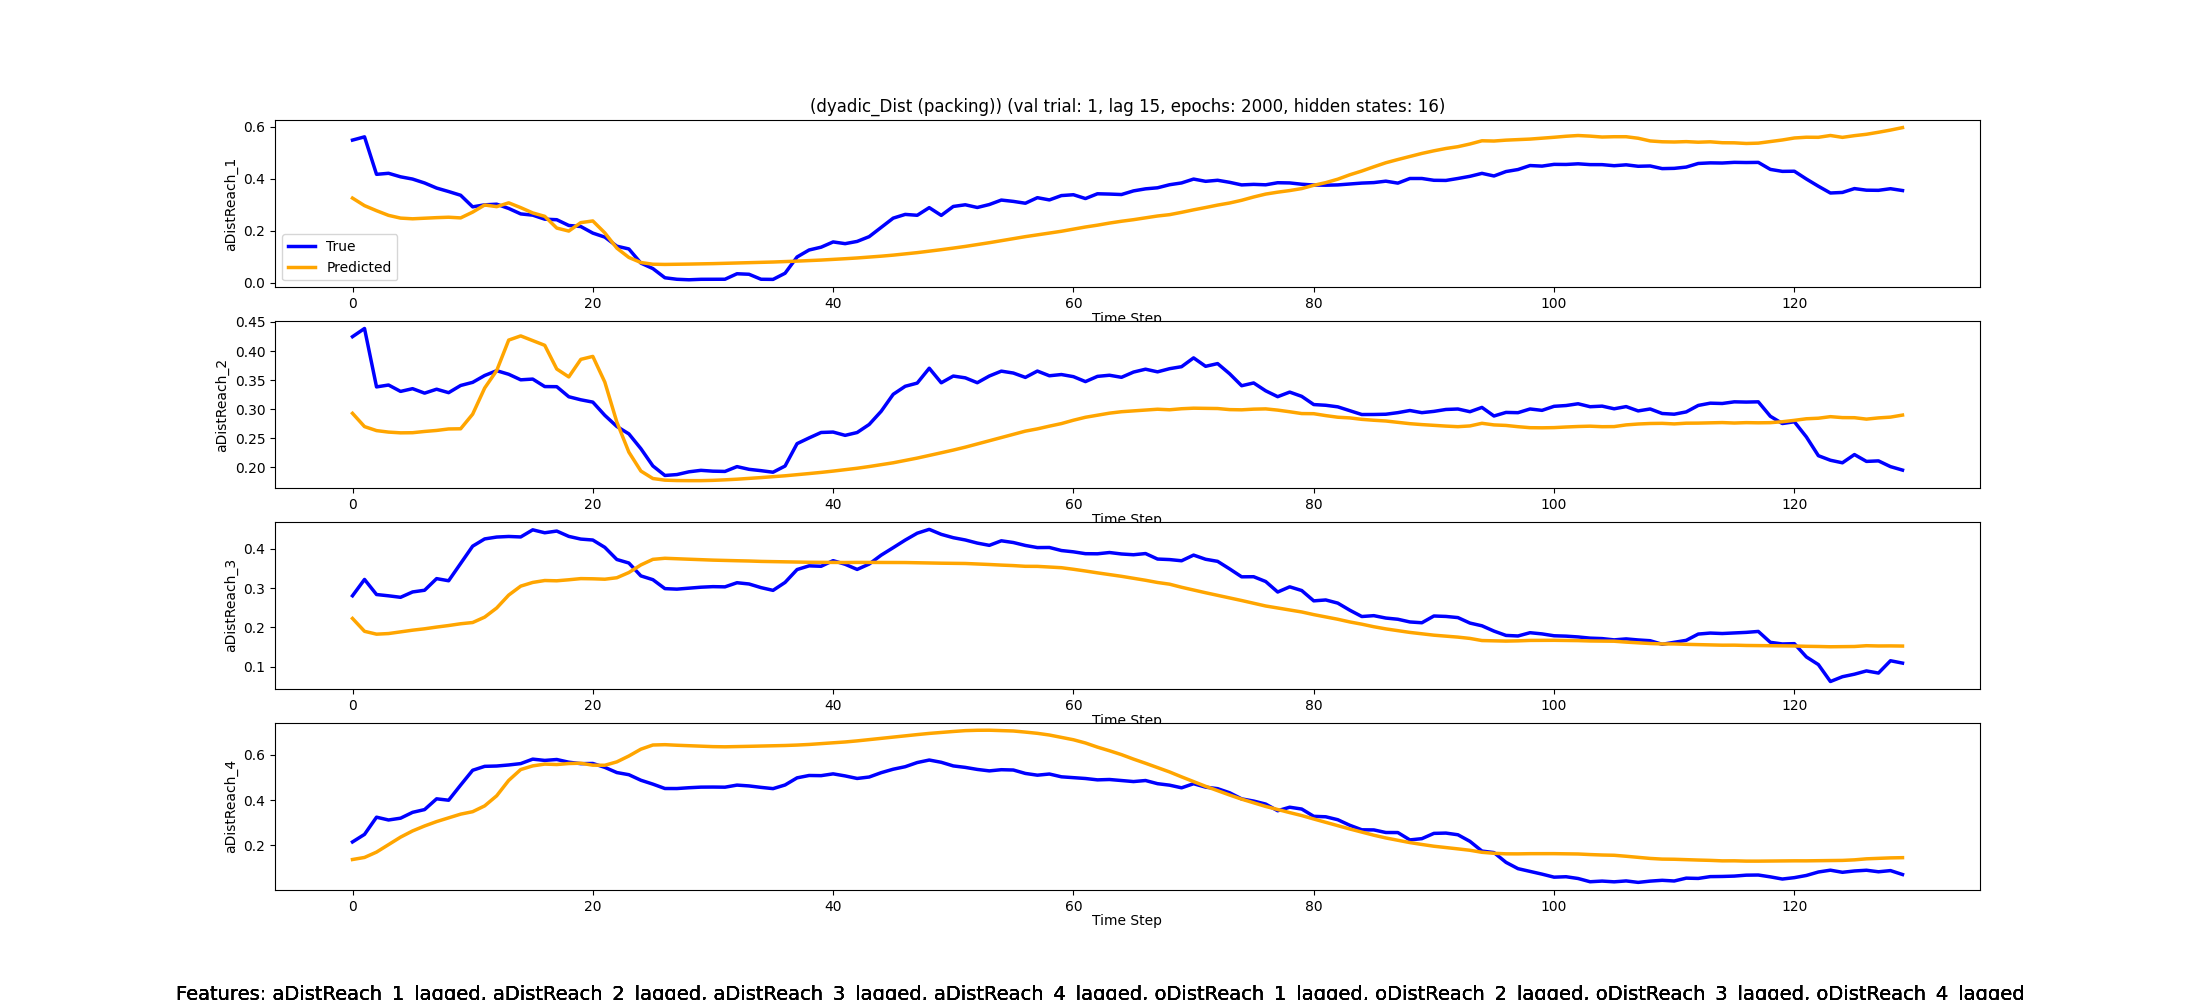 (dyadic_Dist (packing)) (val trial: 1, lag 15, epochs: 2000, hidden states: 16)
aDistReach_1
0.6
0.4
0.2
0.0
True
Predicted
0 20 40 60 80 100 120
Time Step
aDistReach_2
0.45
0.40
0.35
0.30
0.25
0.20
0 20 40 60 80 100 120
Time Step
aDistReach_3
0.4
0.3
0.2
0.1
0 20 40 60 80 100 120
Time Step
aDistReach_4
0.6
0.4
0.2
0 20 40 60 80 100 120
Time Step
Features: aDistReach_1_lagged, aDistReach_2_lagged, aDistReach_3_lagged, aDistReach_4_lagged, oDistReach_1_lagged, oDistReach_2_lagged, oDistReach_3_lagged, oDistReach_4_lagged